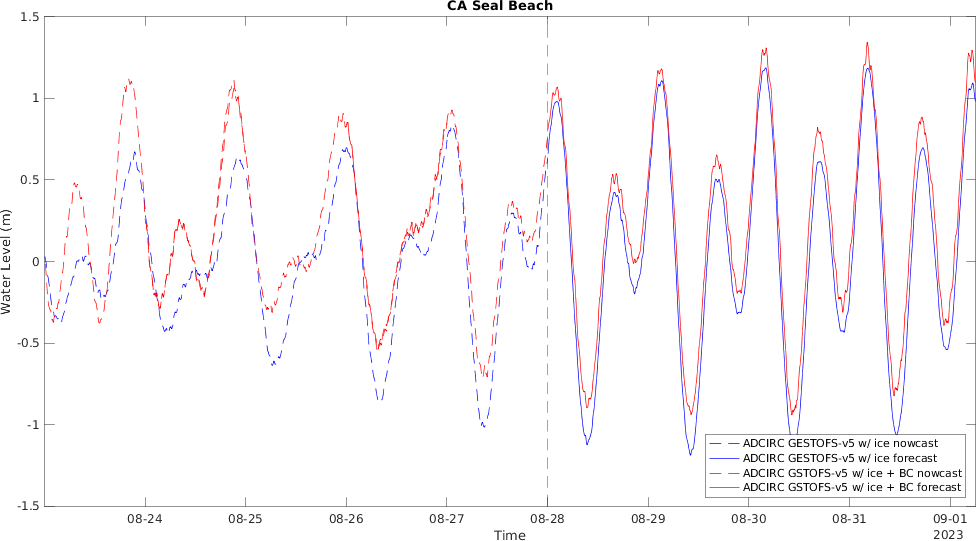 CA Seal Beach
Water Level (m)
1.5
1
0.5
0
-0.5
-1
-1.5
08-24
08-25
08-26
08-27
08-28
08-29
08-30
08-31
09-01
2023
Time
ADCIRC GESTOFS-v5 w/ ice nowcast
ADCIRC GESTOFS-v5 w/ ice forecast
ADCIRC GSTOFS-v5 w/ ice + BC nowcast
ADCIRC GSTOFS-v5 w/ ice + BC forecast